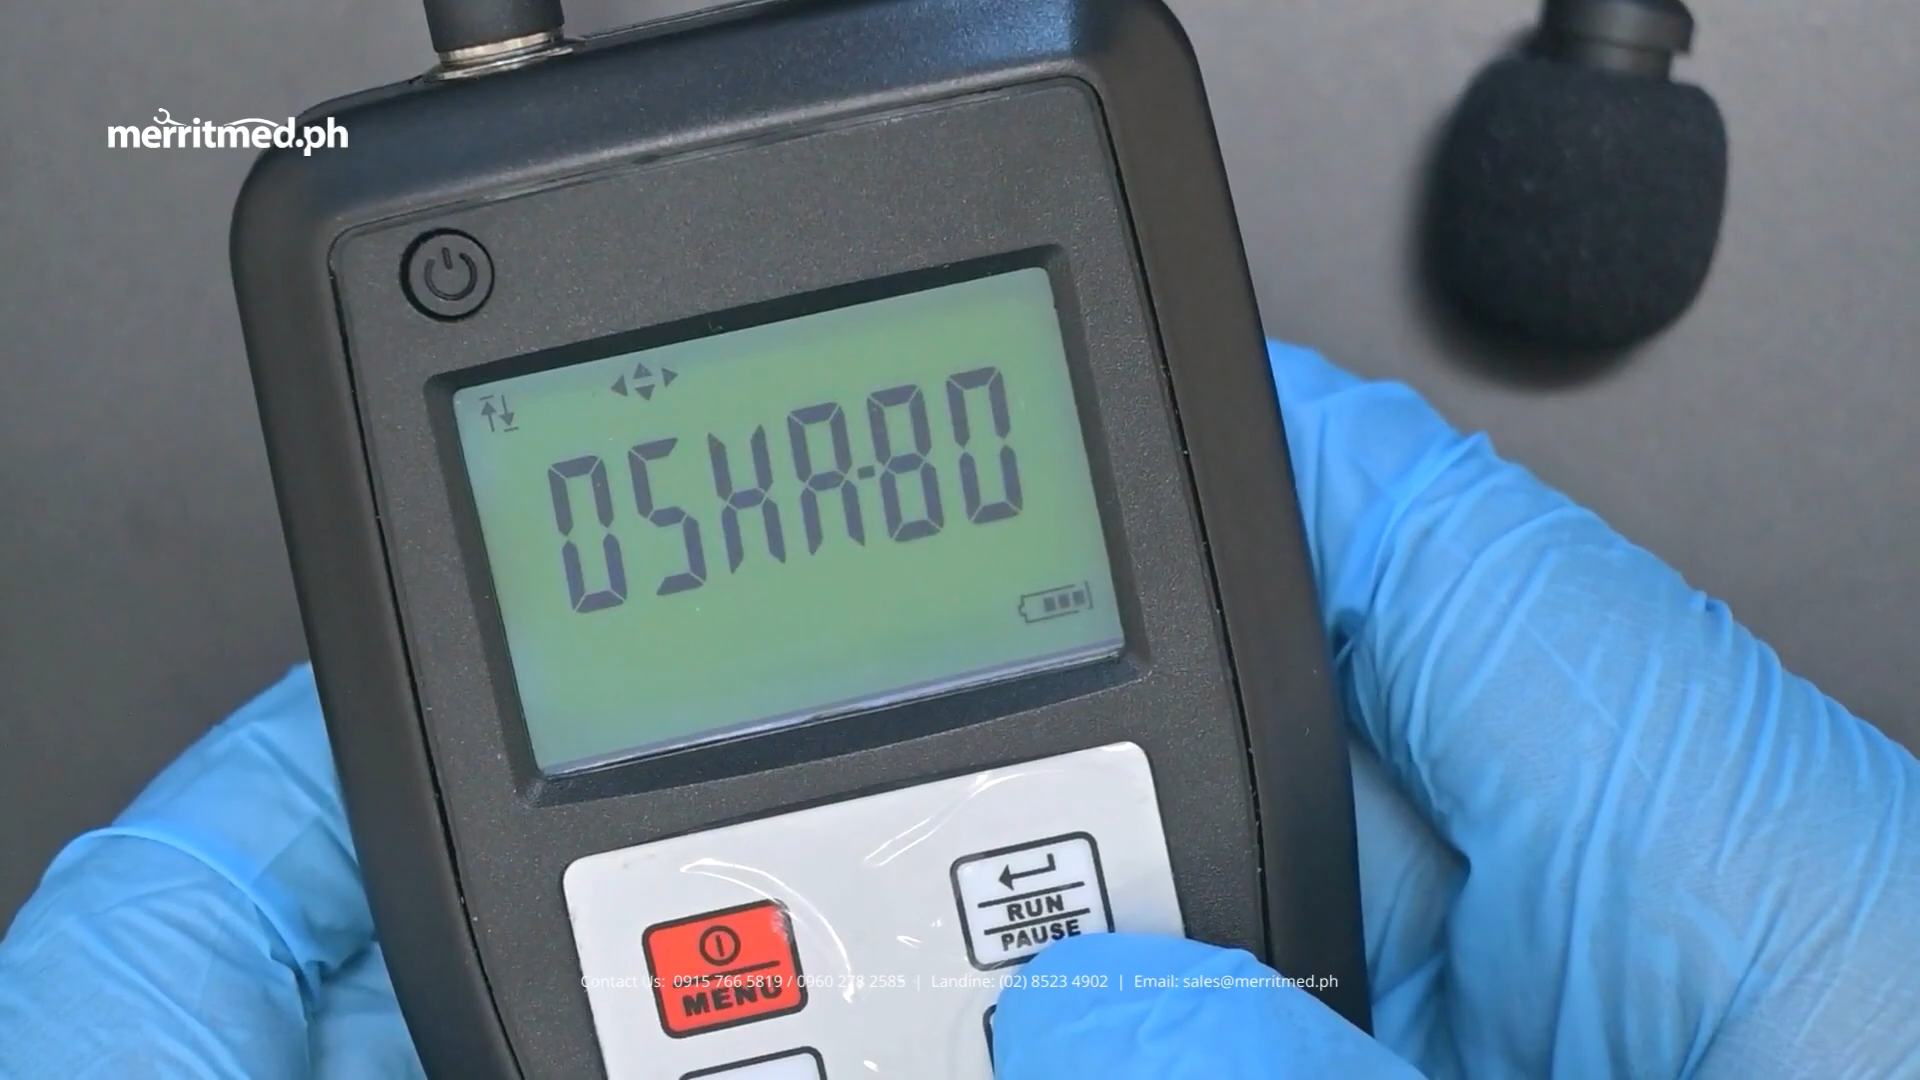 merritmed.ph
OSHA-80
RUN
PAUSE
MENU
Contact Us: 0915 766 5819 / 0960 278 2585 | Landine: (02) 8523 4902 | Email: sales@merritmed.ph